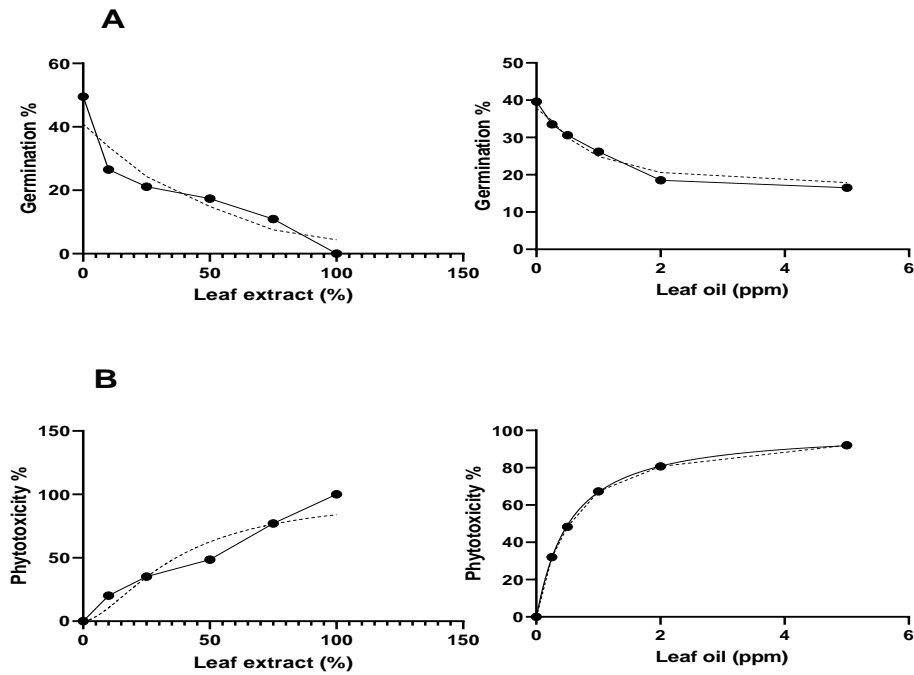 A
60
40
20
0
Germination %
0 50 100 150
Leaf extract (%)
50
40
30
20
10
0
Germination %
0 2 4 6
Leaf oil (ppm)
B
150
100
50
0
Phytotoxicity %
0 50 100 150
Leaf extract (%)
100
80
60
40
20
0
Phytotoxicity %
0 2 4 6
Leaf oil (ppm)